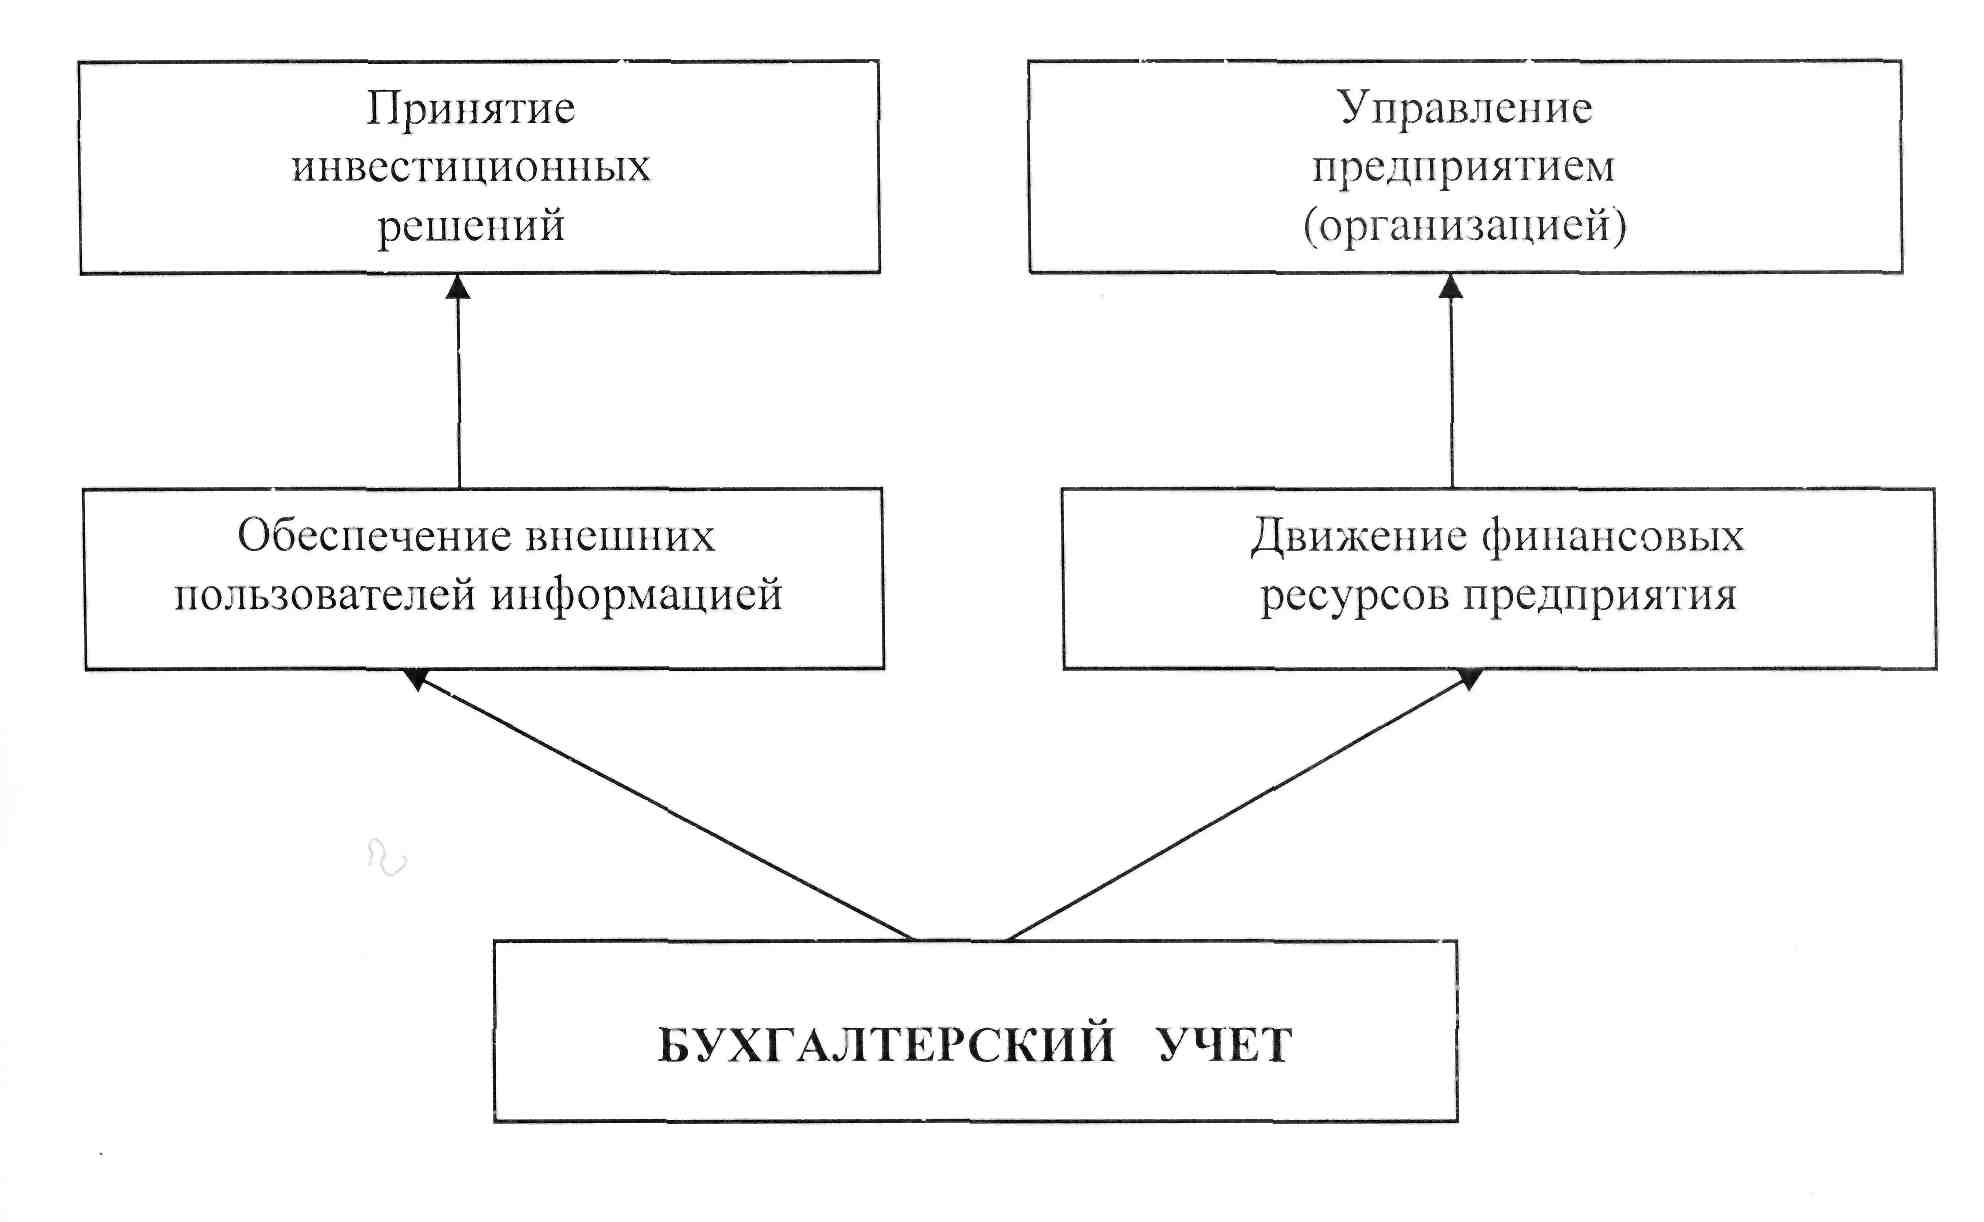 Принятие
инвестиционных
решений
Управление
предприятием
(организацией)
Обеспечение внешних
пользователей информацией
Движение финансовых
ресурсов предприятия
БУХГАЛТЕРСКИЙ УЧЕТ